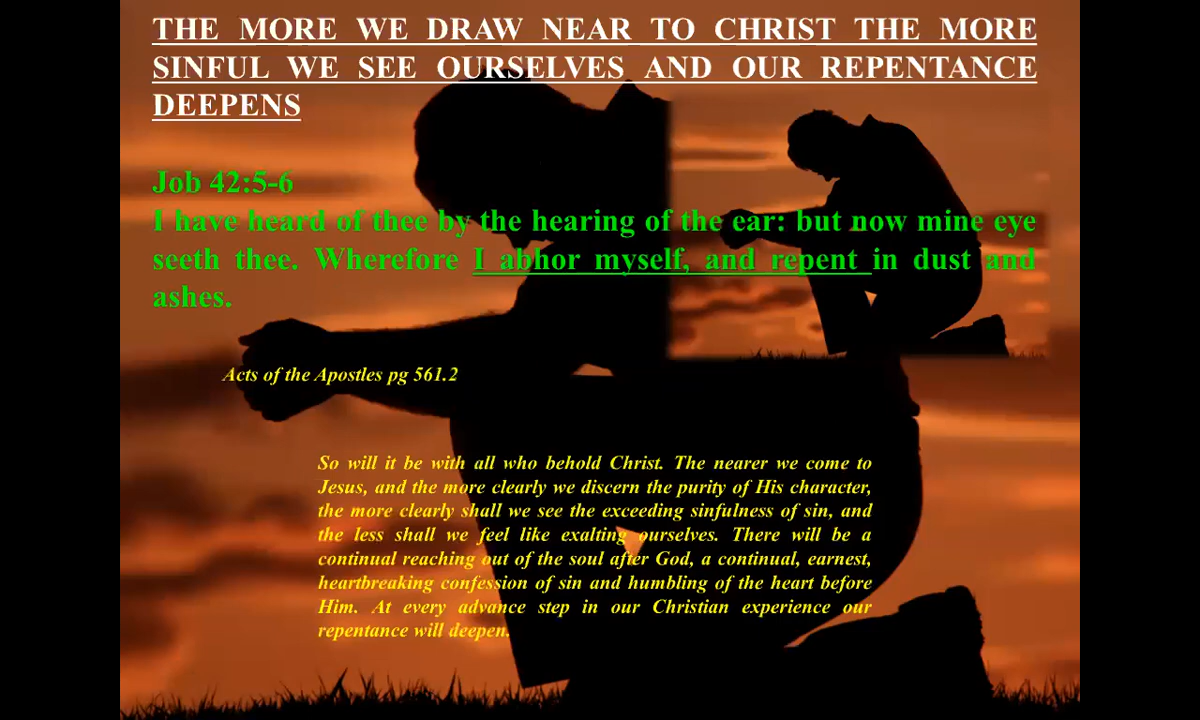 THE MORE WE DRAW NEAR TO CHRIST THE MORE
SINFUL WE SEE OURSELVES AND OUR REPENTANCE
DEEPENS
Job 42:5-6
I have heard of thee by the hearing of the ear: but now mine eye
seeth thee. Wherefore I abhor myself, and repent in dust and
ashes.
Acts of the Apostles pg 561.2
So will it be with all who behold Christ. The nearer we come to
Jesus, and the more clearly we discern the purity of His character,
the more clearly shall we see the exceeding sinfulness of sin, and
the less shall we feel like exalting ourselves. There will be a
continual reaching out of the soul after God, a continual, earnest,
heartbreaking confession of sin and humbling of the heart before
Him. At every advance step in our Christian experience our
repentance will deepen.